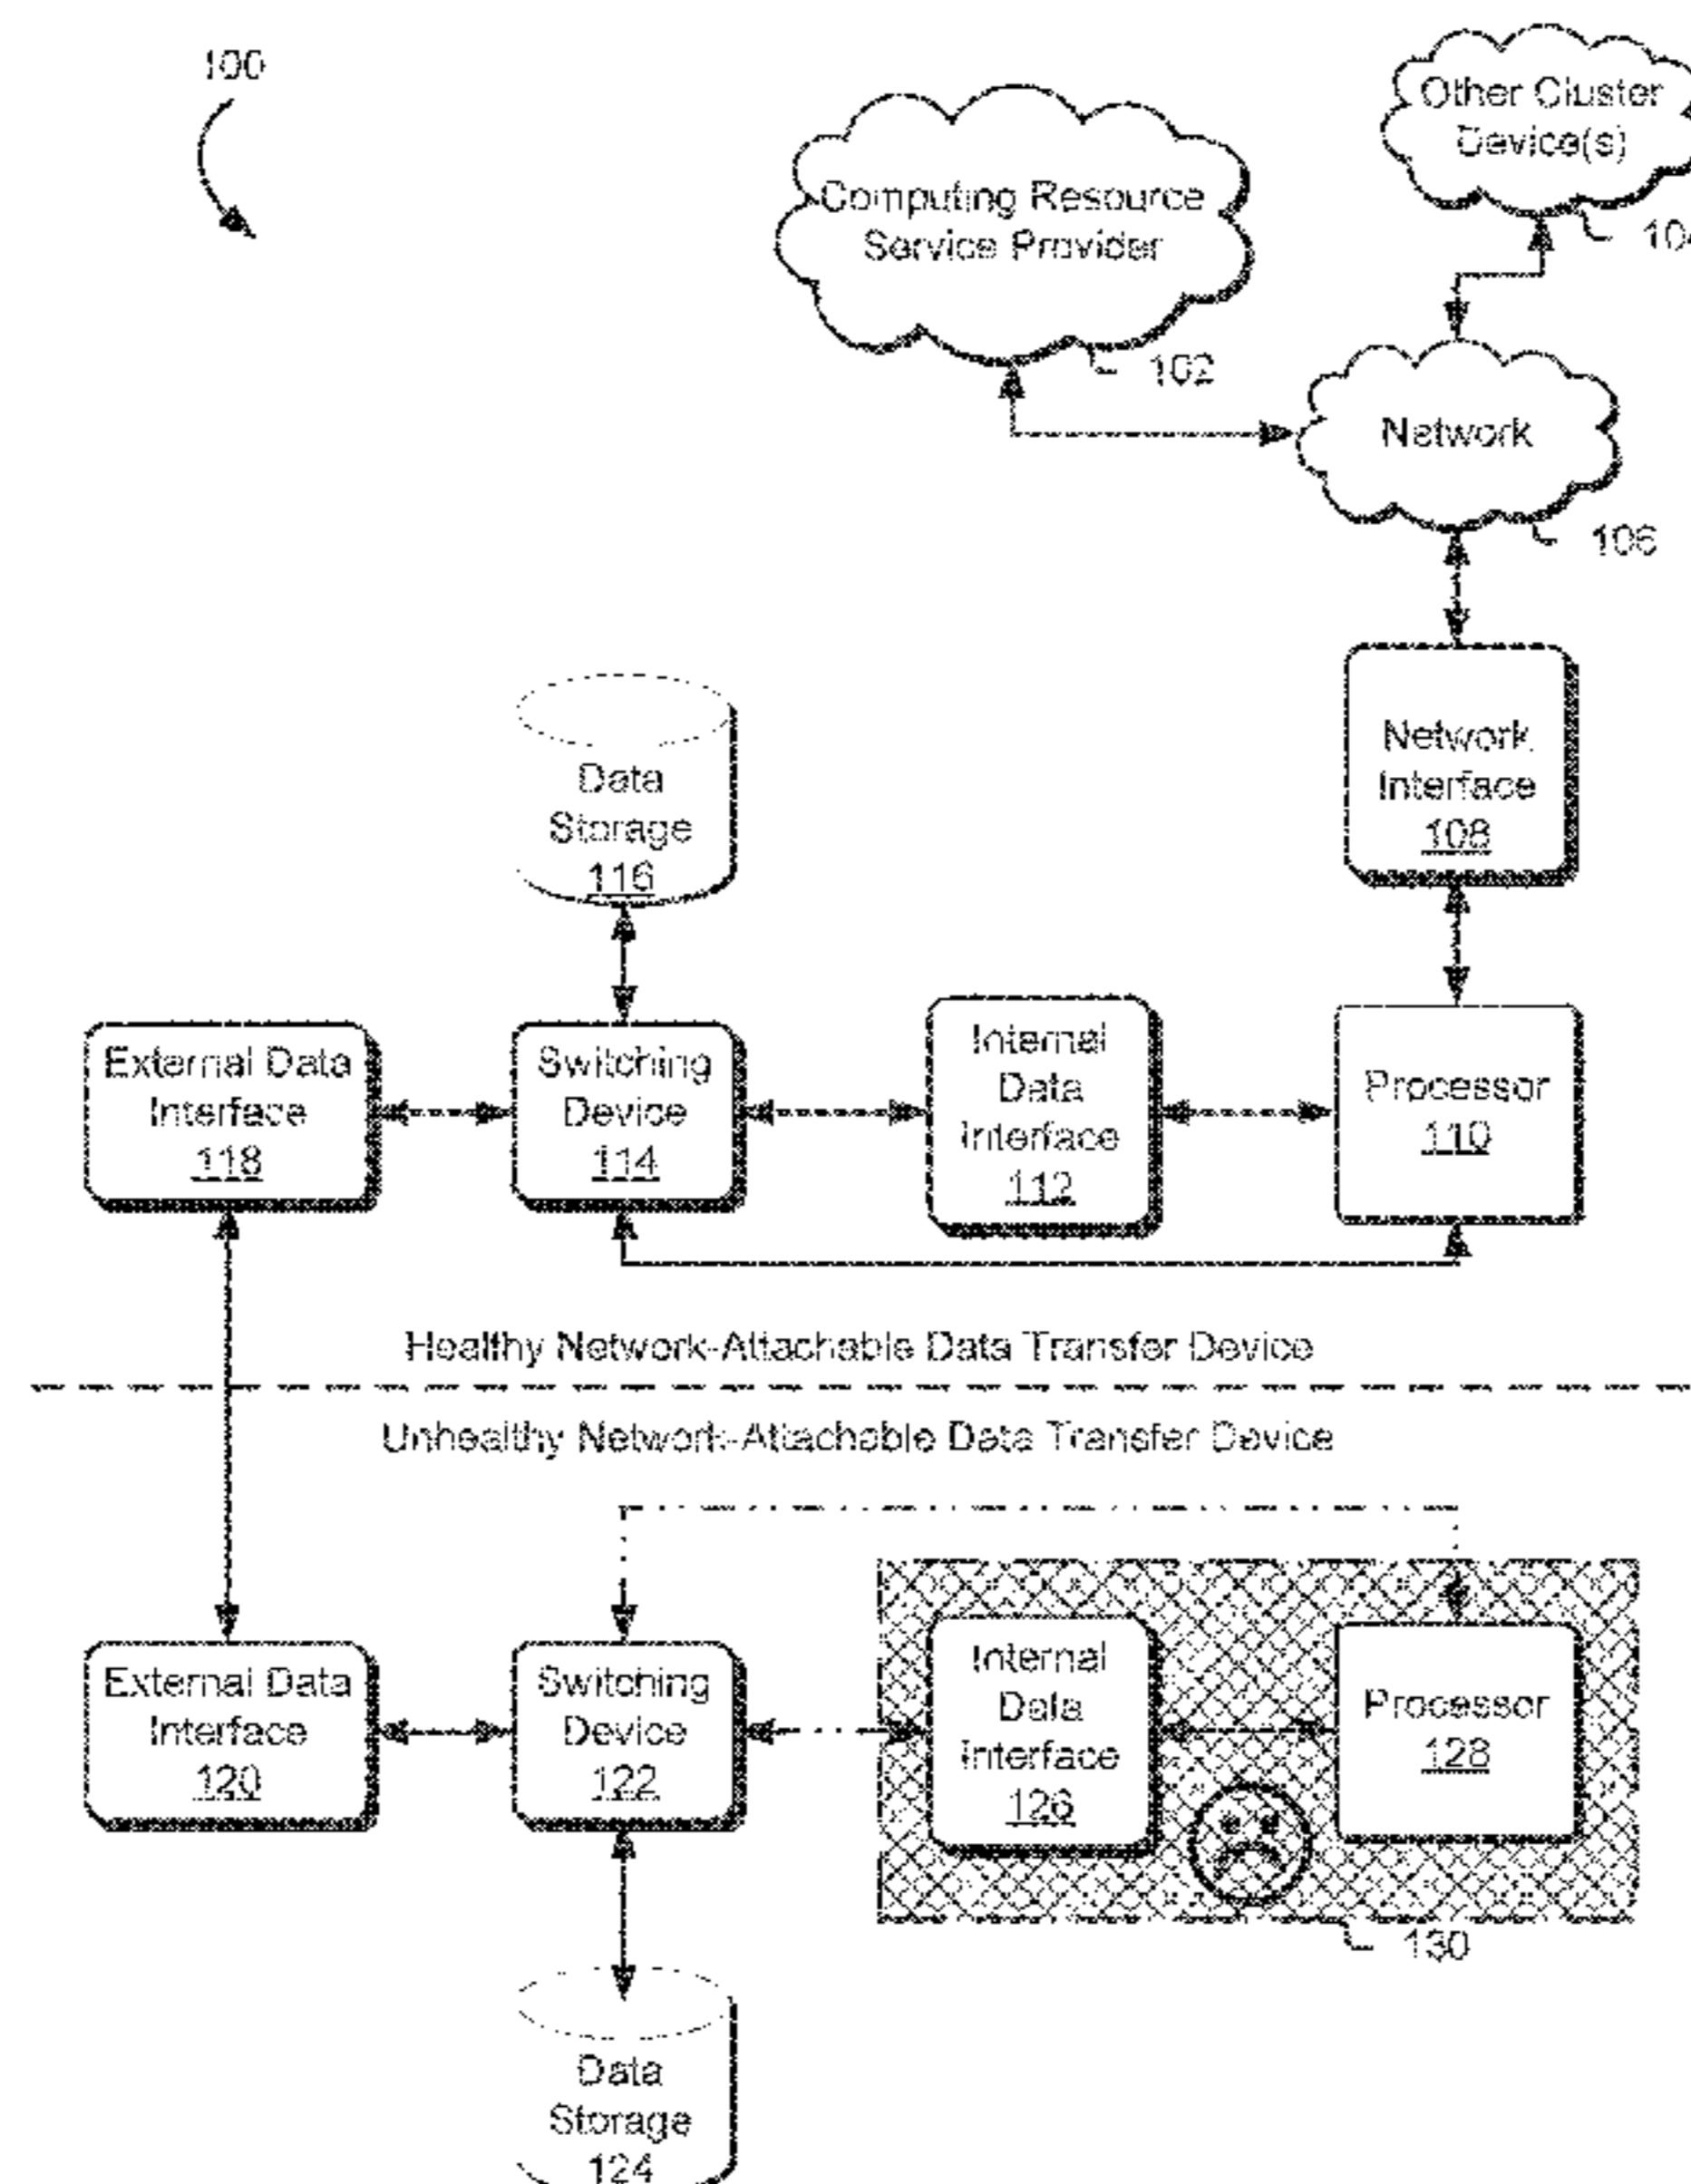 100
Other Cluster
Device(s)
Computing Resource
Service Provider
102
Network
106
Network
Interface
108
Data
Storage
116
External Data
Interface
118
Switching
Device
114
Internal
Data
Interface
112
Processor
110
Healthy Network-Attachable Data Transfer Device
Unhealthy Network-Attachable Data Transfer Device
External Data
Interface
120
Switching
Device
122
Internal
Data
Interface
126
Processor
128
130
Data
Storage
124